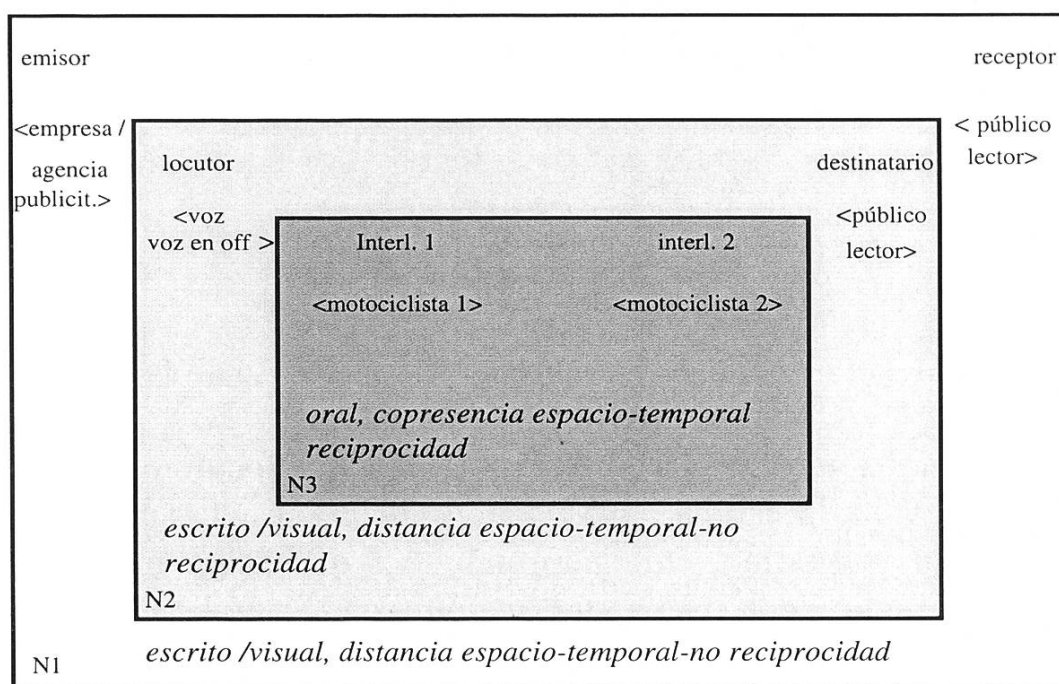 emisor receptor
<empresa / < público
agencia lector>
publicit.>
locutor destinatario
<voz <público
voz en off > lector>
Interl. 1 interl. 2
<motociclista 1> <motociclista 2>
oral, copresencia espacio-temporal
reciprocidad
N3
escrito /visual, distancia espacio-temporal-no
reciprocidad
N2
escrito /visual, distancia espacio-temporal-no reciprocidad
N1